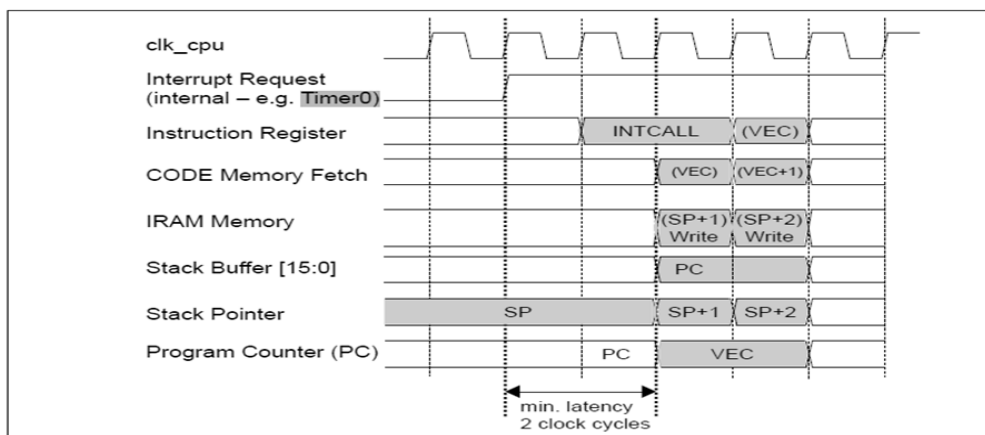 clk_cpu
Interrupt Request
(internal – e.g. Timer0)
Instruction Register
INTCALL
(VEC)
CODE Memory Fetch
(VEC)
(VEC+1)
IRAM Memory
(SP+1)
Write
(SP+2)
Write
Stack Buffer [15:0]
PC
Stack Pointer
SP
SP+1
SP+2
Program Counter (PC)
PC
VEC
min. latency
2 clock cycles